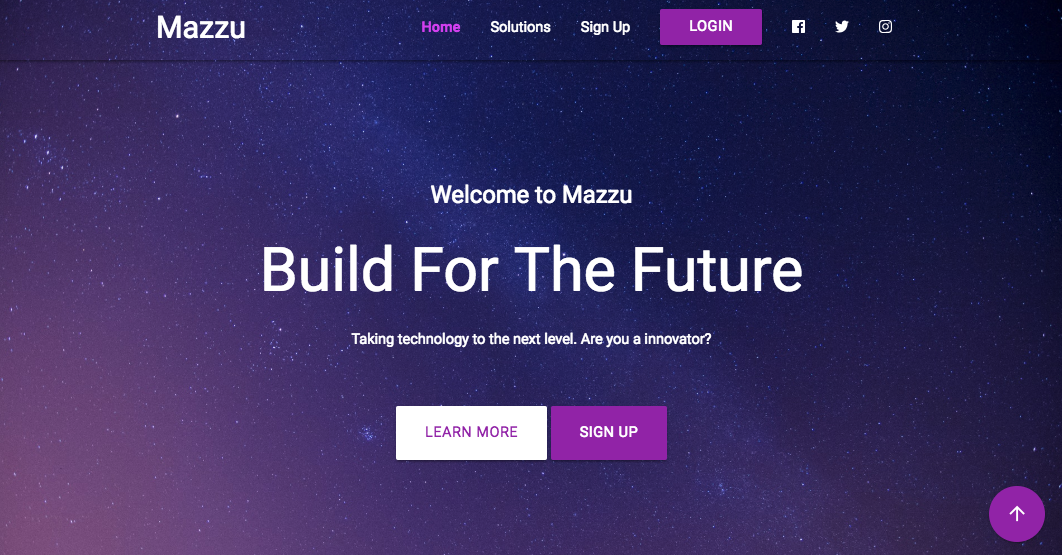 Mazzu
Home Solutions Sign Up LOGIN
Welcome to Mazzu
Build For The Future
Taking technology to the next level. Are you a innovator?
LEARN MORE SIGN UP